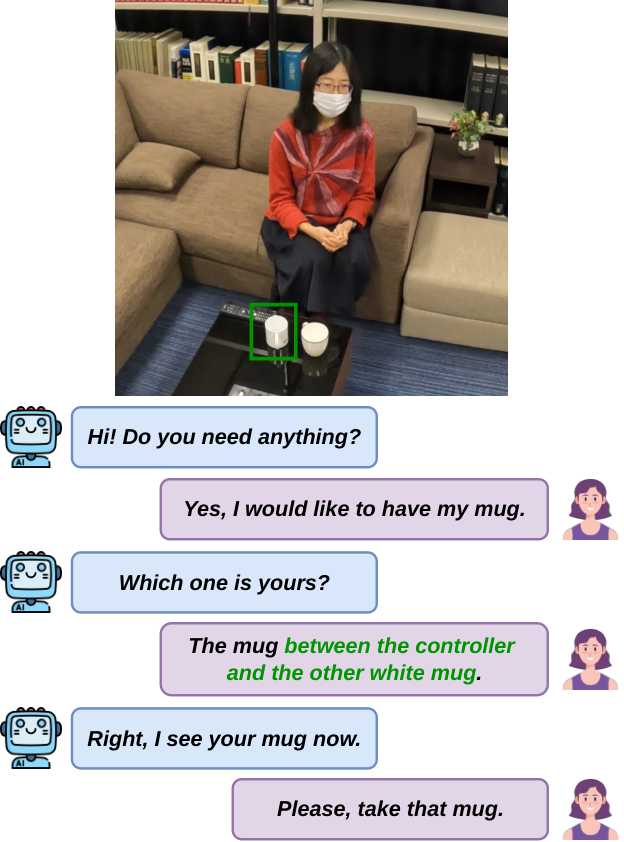 Hi! Do you need anything?
AI
Yes, I would like to have my mug.
Which one is yours?
AI
The mug between the controller
and the other white mug.
Right, I see your mug now.
AI
Please, take that mug.